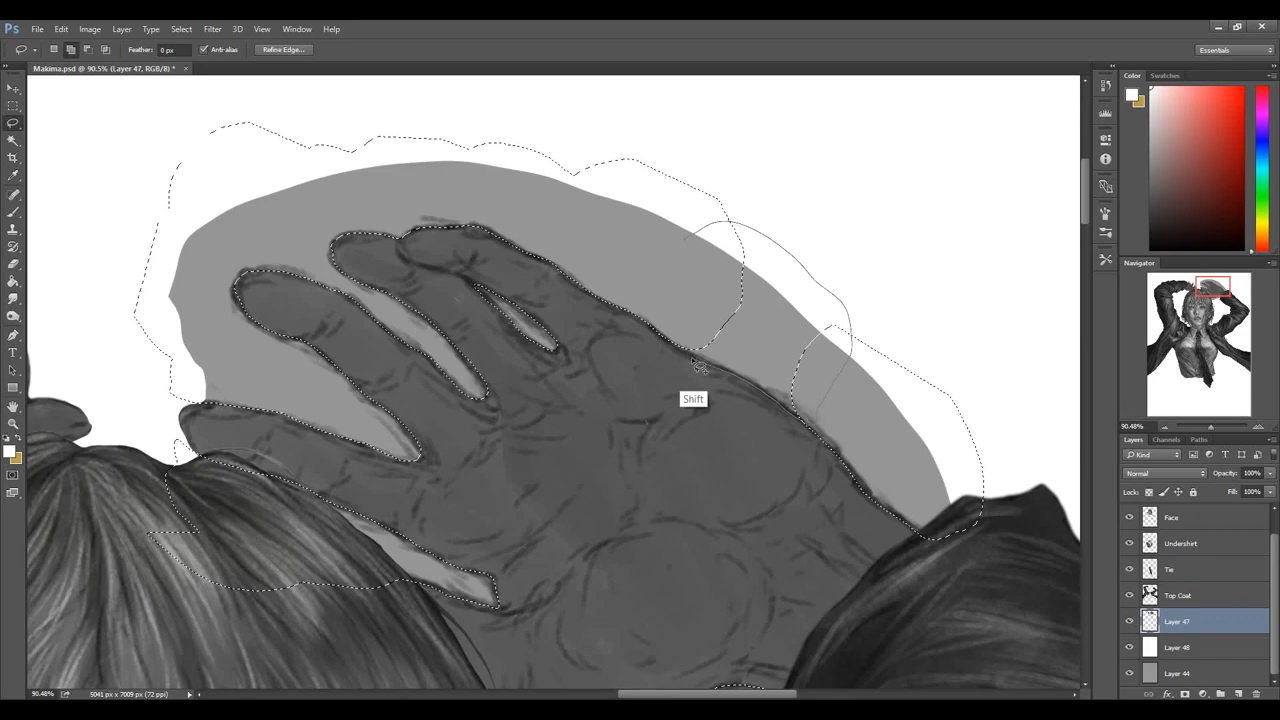 Ps File Edit Image Layer Type Select Filter 3D View Window Help
Feather: 0 px Anti-alias Refine Edge... Essentials
Makima.psd @ 90.5% (Layer 47, RGB/8) * ×
Color Swatches
Navigator
Shift
90.48%
Layers Channels Paths
Kind
Normal Opacity: 100%
Lock: Fill: 100%
Face
Undershirt
Tie
Top Coat
Layer 47
Layer 48
Layer 44
90.48% 5041 px x 7009 px (72 ppi)